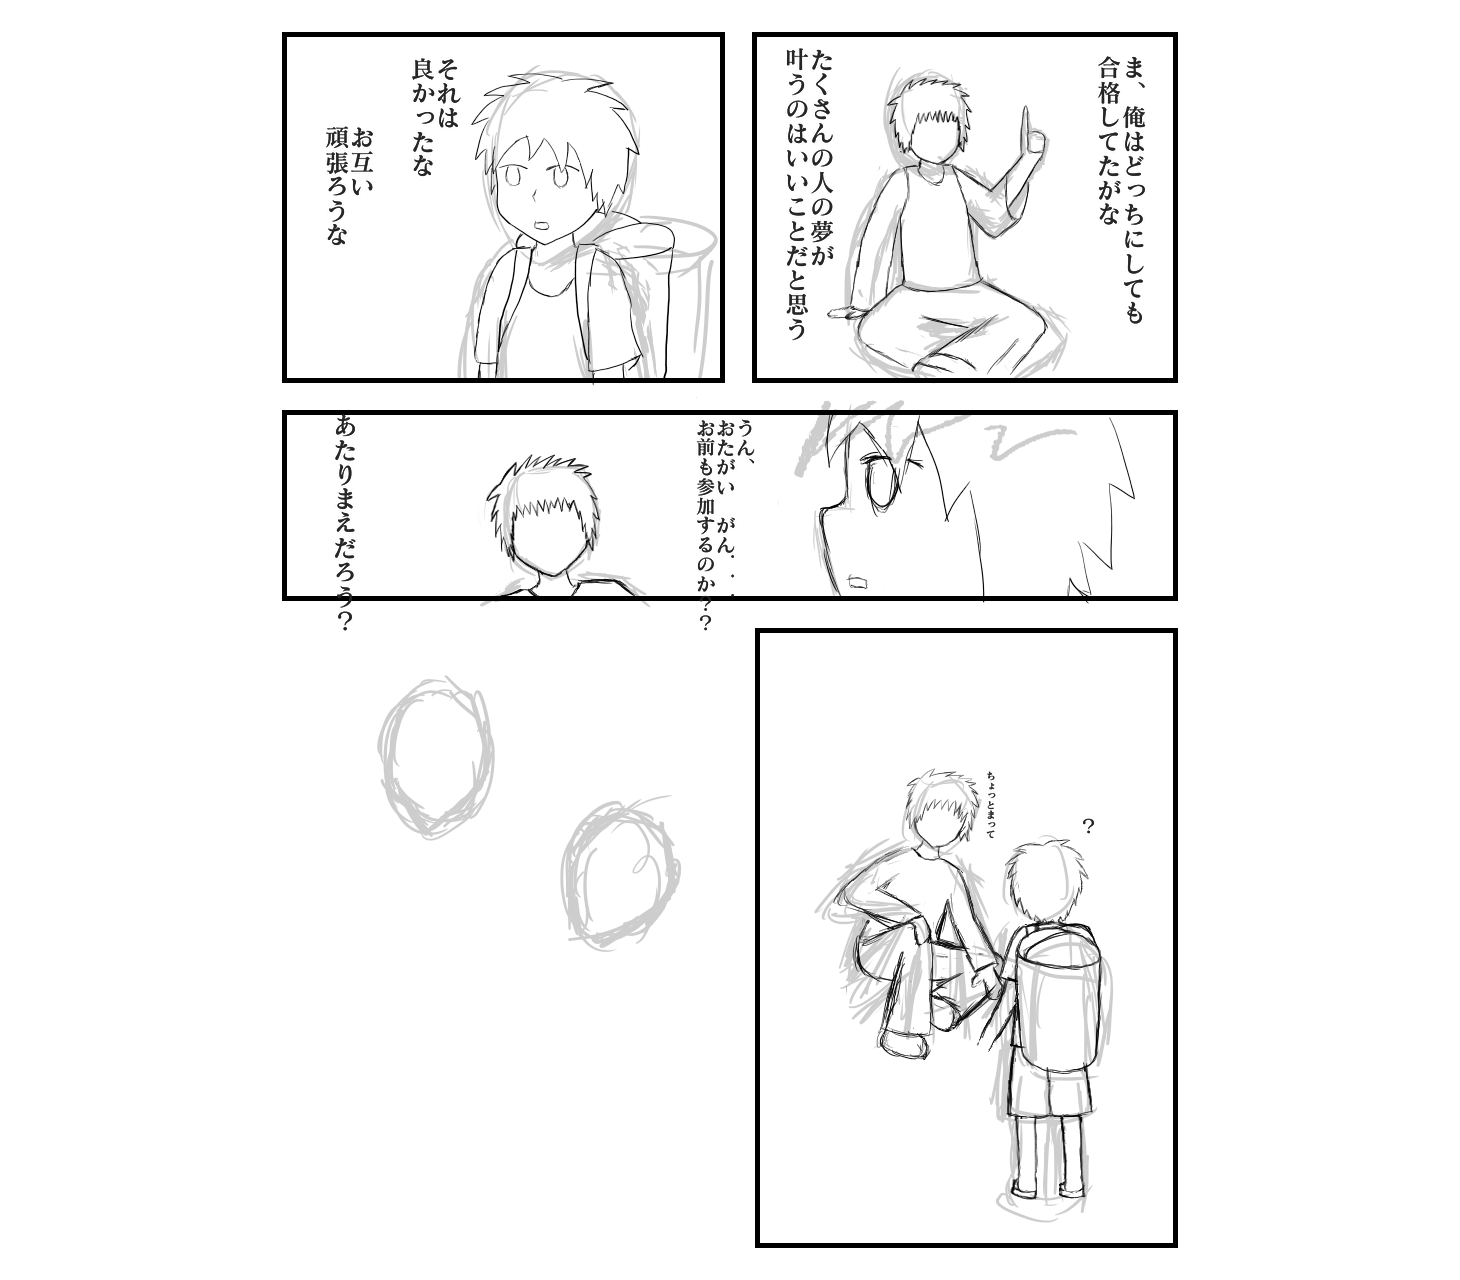 ま、俺はどっちにしても
合格してたがな
たくさんの人の夢が
叶うのはいいことだと思う
それは
良かったな
お互い
頑張ろうな
うん、
おたがい　がん．．．
お前も参加するのか？？
あたりまえだろう？
？
ちょっとまって